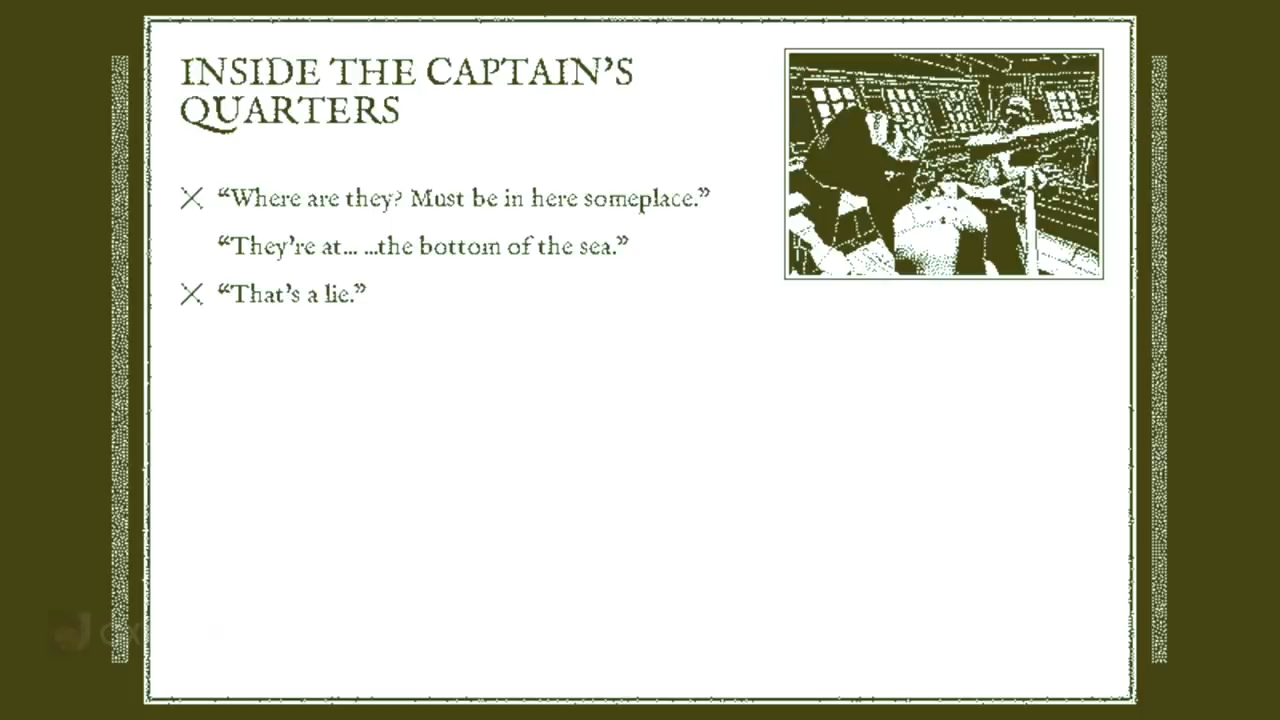 INSIDE THE CAPTAIN'S
QUARTERS
"Where are they? Must be in here someplace."
"They're at... ...the bottom of the sea."
"That's a lie."